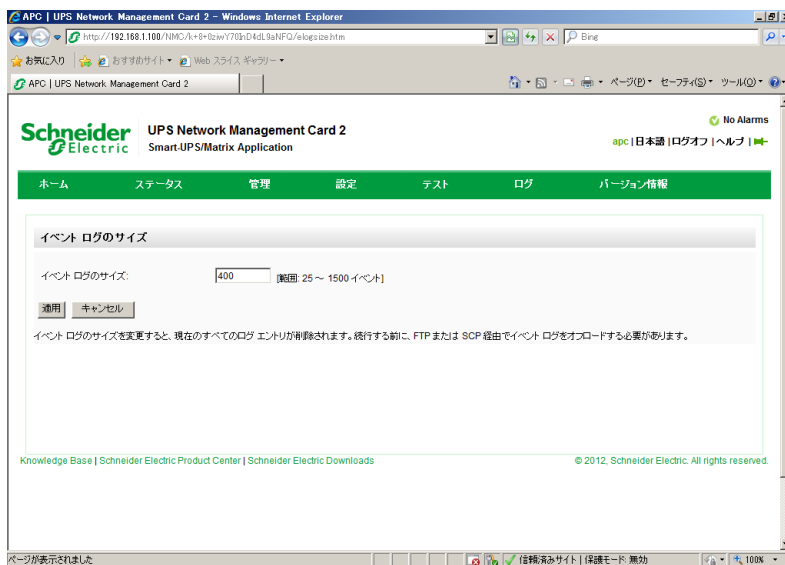 APC | UPS Network Management Card 2 - Windows Internet Explorer
http://192.168.1.100/NMC/k+8+0ziwY70InD4dL9aNFQ/elogsize.htm
Bing
お気に入り
おすすめサイト
Web スライス ギャラリー
APC | UPS Network Management Card 2
ページ(P)
セーフティ(S)
ツール(O)
Schneider Electric
UPS Network Management Card 2
Smart-UPS/Matrix Application
No Alarms
apc | 日本語 | ログオフ | ヘルプ |
ホーム ステータス 管理 設定 テスト ログ バージョン情報
イベント ログのサイズ
イベント ログのサイズ: 400 [範囲: 25 ～ 1500 イベント]
適用 キャンセル
イベント ログのサイズを変更すると、現在のすべてのログ エントリが削除されます。続行する前に、FTP または SCP 経由でイベント ログをオフロードする必要があります。
Knowledge Base | Schneider Electric Product Center | Schneider Electric Downloads
© 2012, Schneider Electric. All rights reserved.
ページが表示されました
信頼済みサイト | 保護モード: 無効
100%